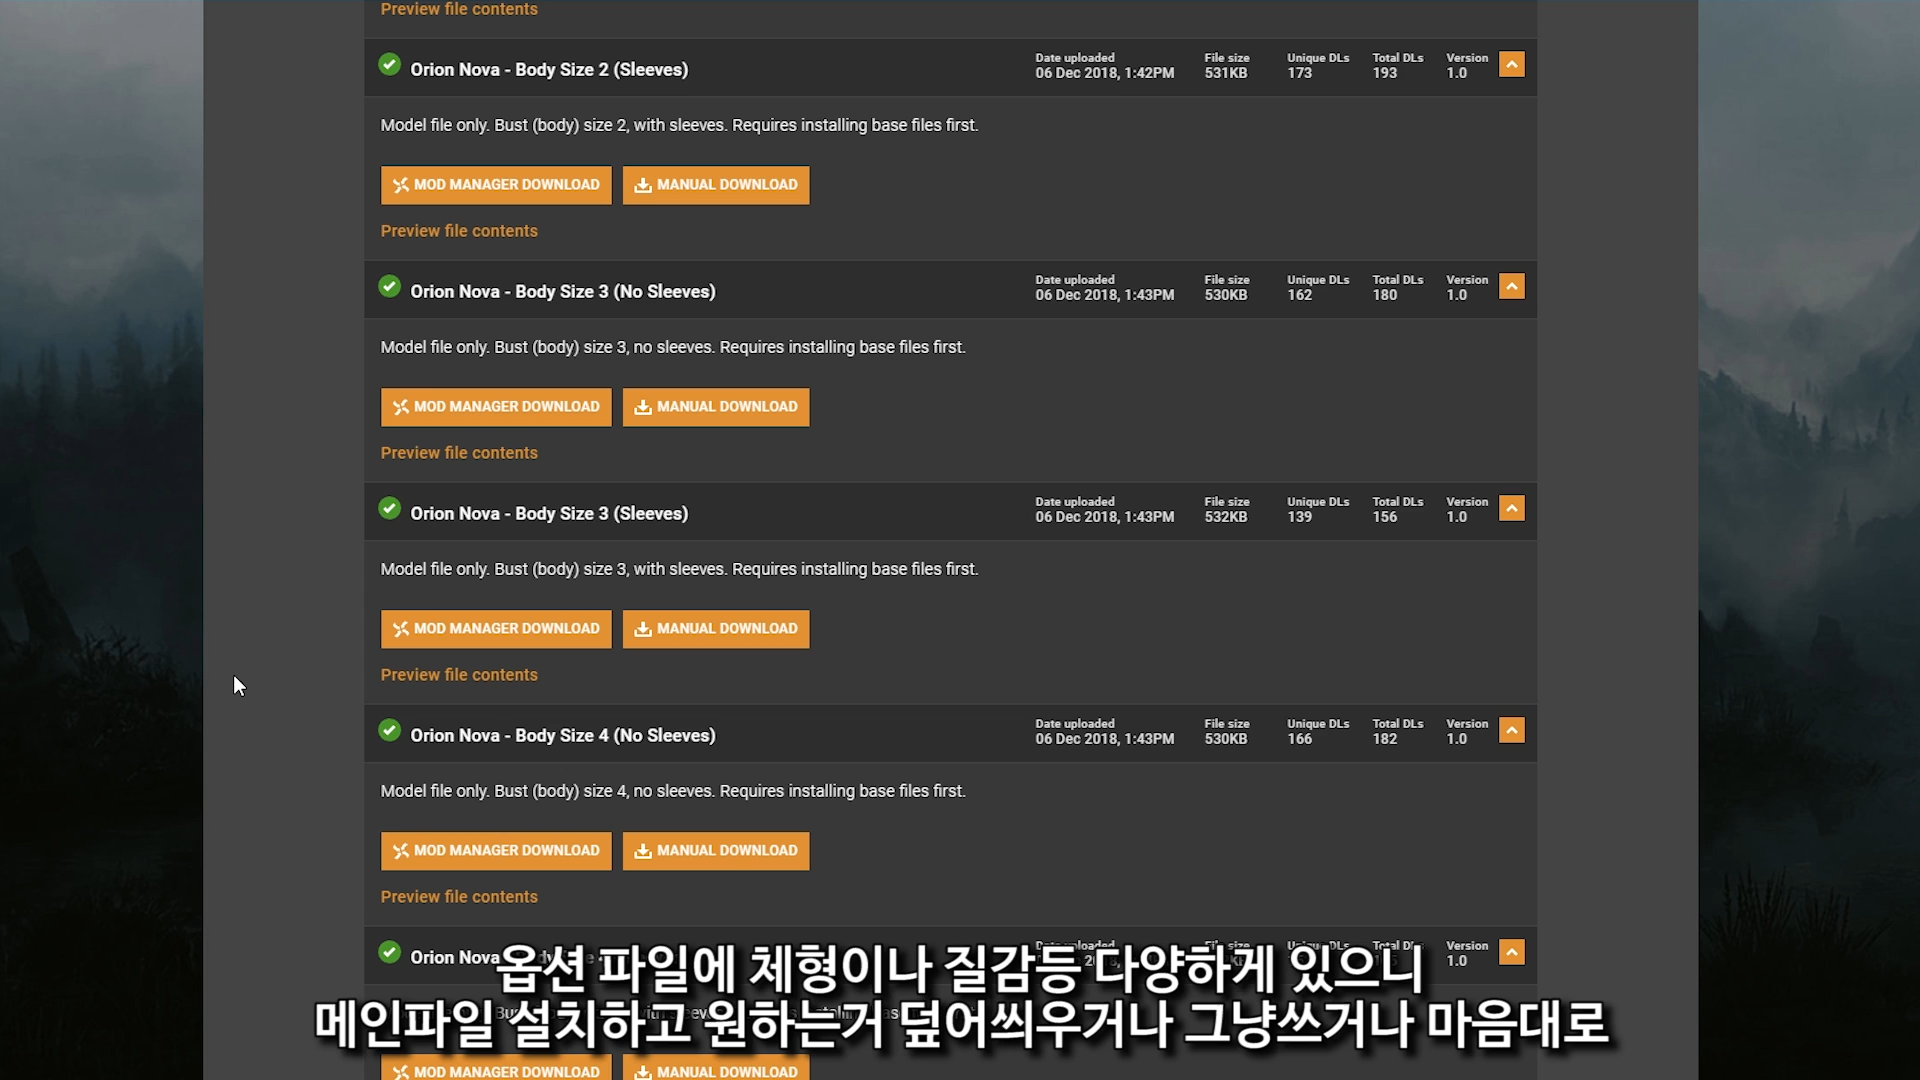 Preview file contents
Orion Nova - Body Size 2 (Sleeves)
Date uploaded File size Unique DLs Total DLs Version
06 Dec 2018, 1:42PM 531KB 173 193 1.0
Model file only. Bust (body) size 2, with sleeves. Requires installing base files first.
MOD MANAGER DOWNLOAD MANUAL DOWNLOAD
Preview file contents
Orion Nova - Body Size 3 (No Sleeves)
Date uploaded File size Unique DLs Total DLs Version
06 Dec 2018, 1:43PM 530KB 162 180 1.0
Model file only. Bust (body) size 3, no sleeves. Requires installing base files first.
MOD MANAGER DOWNLOAD MANUAL DOWNLOAD
Preview file contents
Orion Nova - Body Size 3 (Sleeves)
Date uploaded File size Unique DLs Total DLs Version
06 Dec 2018, 1:43PM 532KB 139 156 1.0
Model file only. Bust (body) size 3, with sleeves. Requires installing base files first.
MOD MANAGER DOWNLOAD MANUAL DOWNLOAD
Preview file contents
Orion Nova - Body Size 4 (No Sleeves)
Date uploaded File size Unique DLs Total DLs Version
06 Dec 2018, 1:43PM 530KB 166 182 1.0
Model file only. Bust (body) size 4, no sleeves. Requires installing base files first.
MOD MANAGER DOWNLOAD MANUAL DOWNLOAD
Preview file contents
Orion Nova
Date uploaded File size Unique DLs Total DLs Version
1.0
옵션 파일에 체형이나 질감등 다양하게 있으니
메인파일 설치하고 원하는거 덮어씌우거나 그냥쓰거나 마음대로
MOD MANAGER DOWNLOAD MANUAL DOWNLOAD